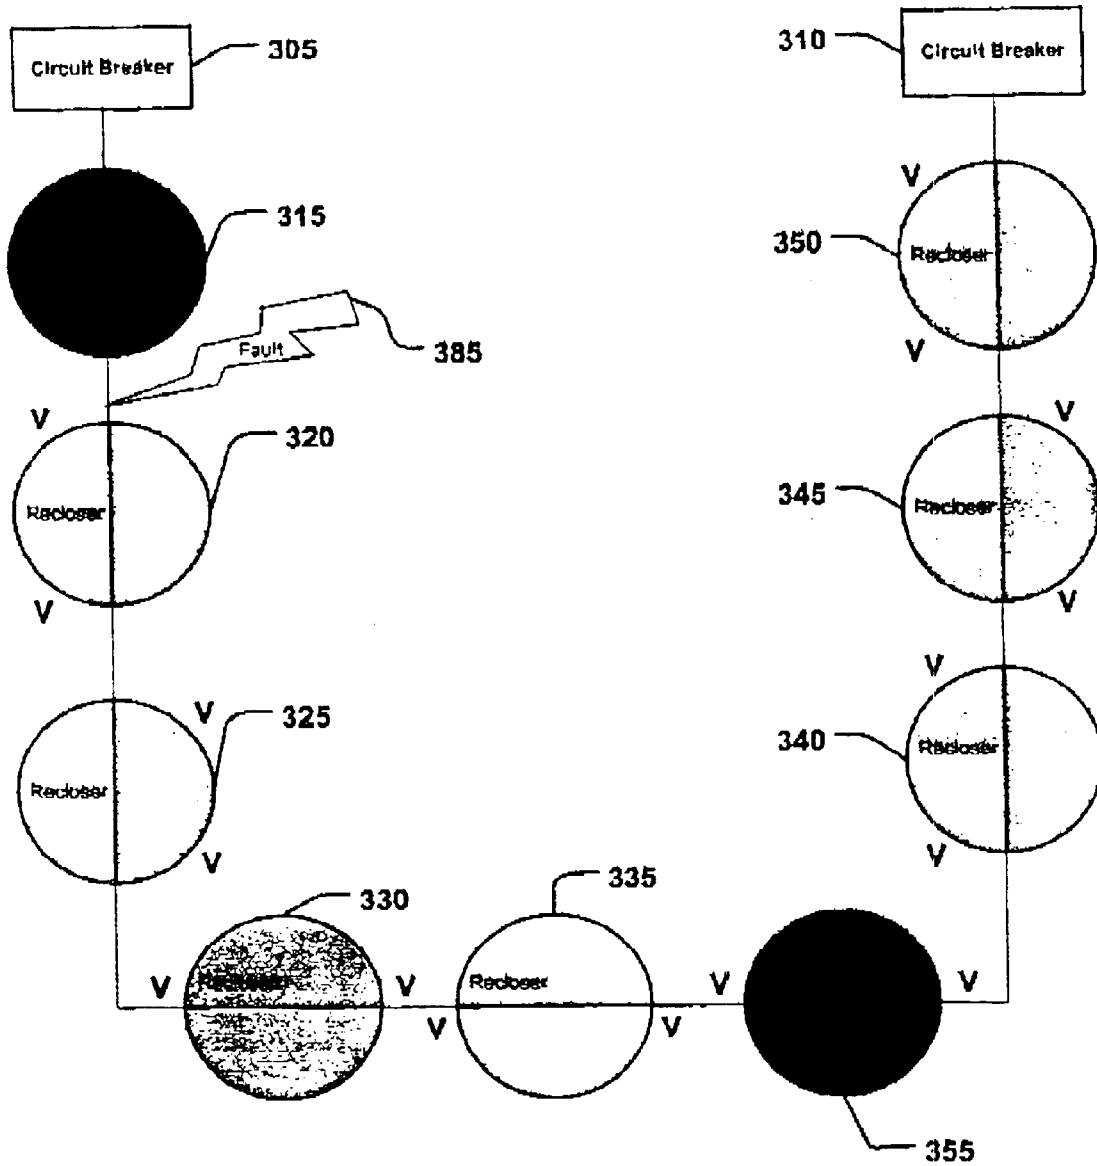 Circuit Breaker
305
310
Circuit Breaker
315
V
350
Recloser
V
Fault
385
V
320
Recloser
V
V
345
Recloser
V
V
325
Recloser
V
V
340
Recloser
V
330
335
V
Recloser
V
V
Recloser
V
V
V
355